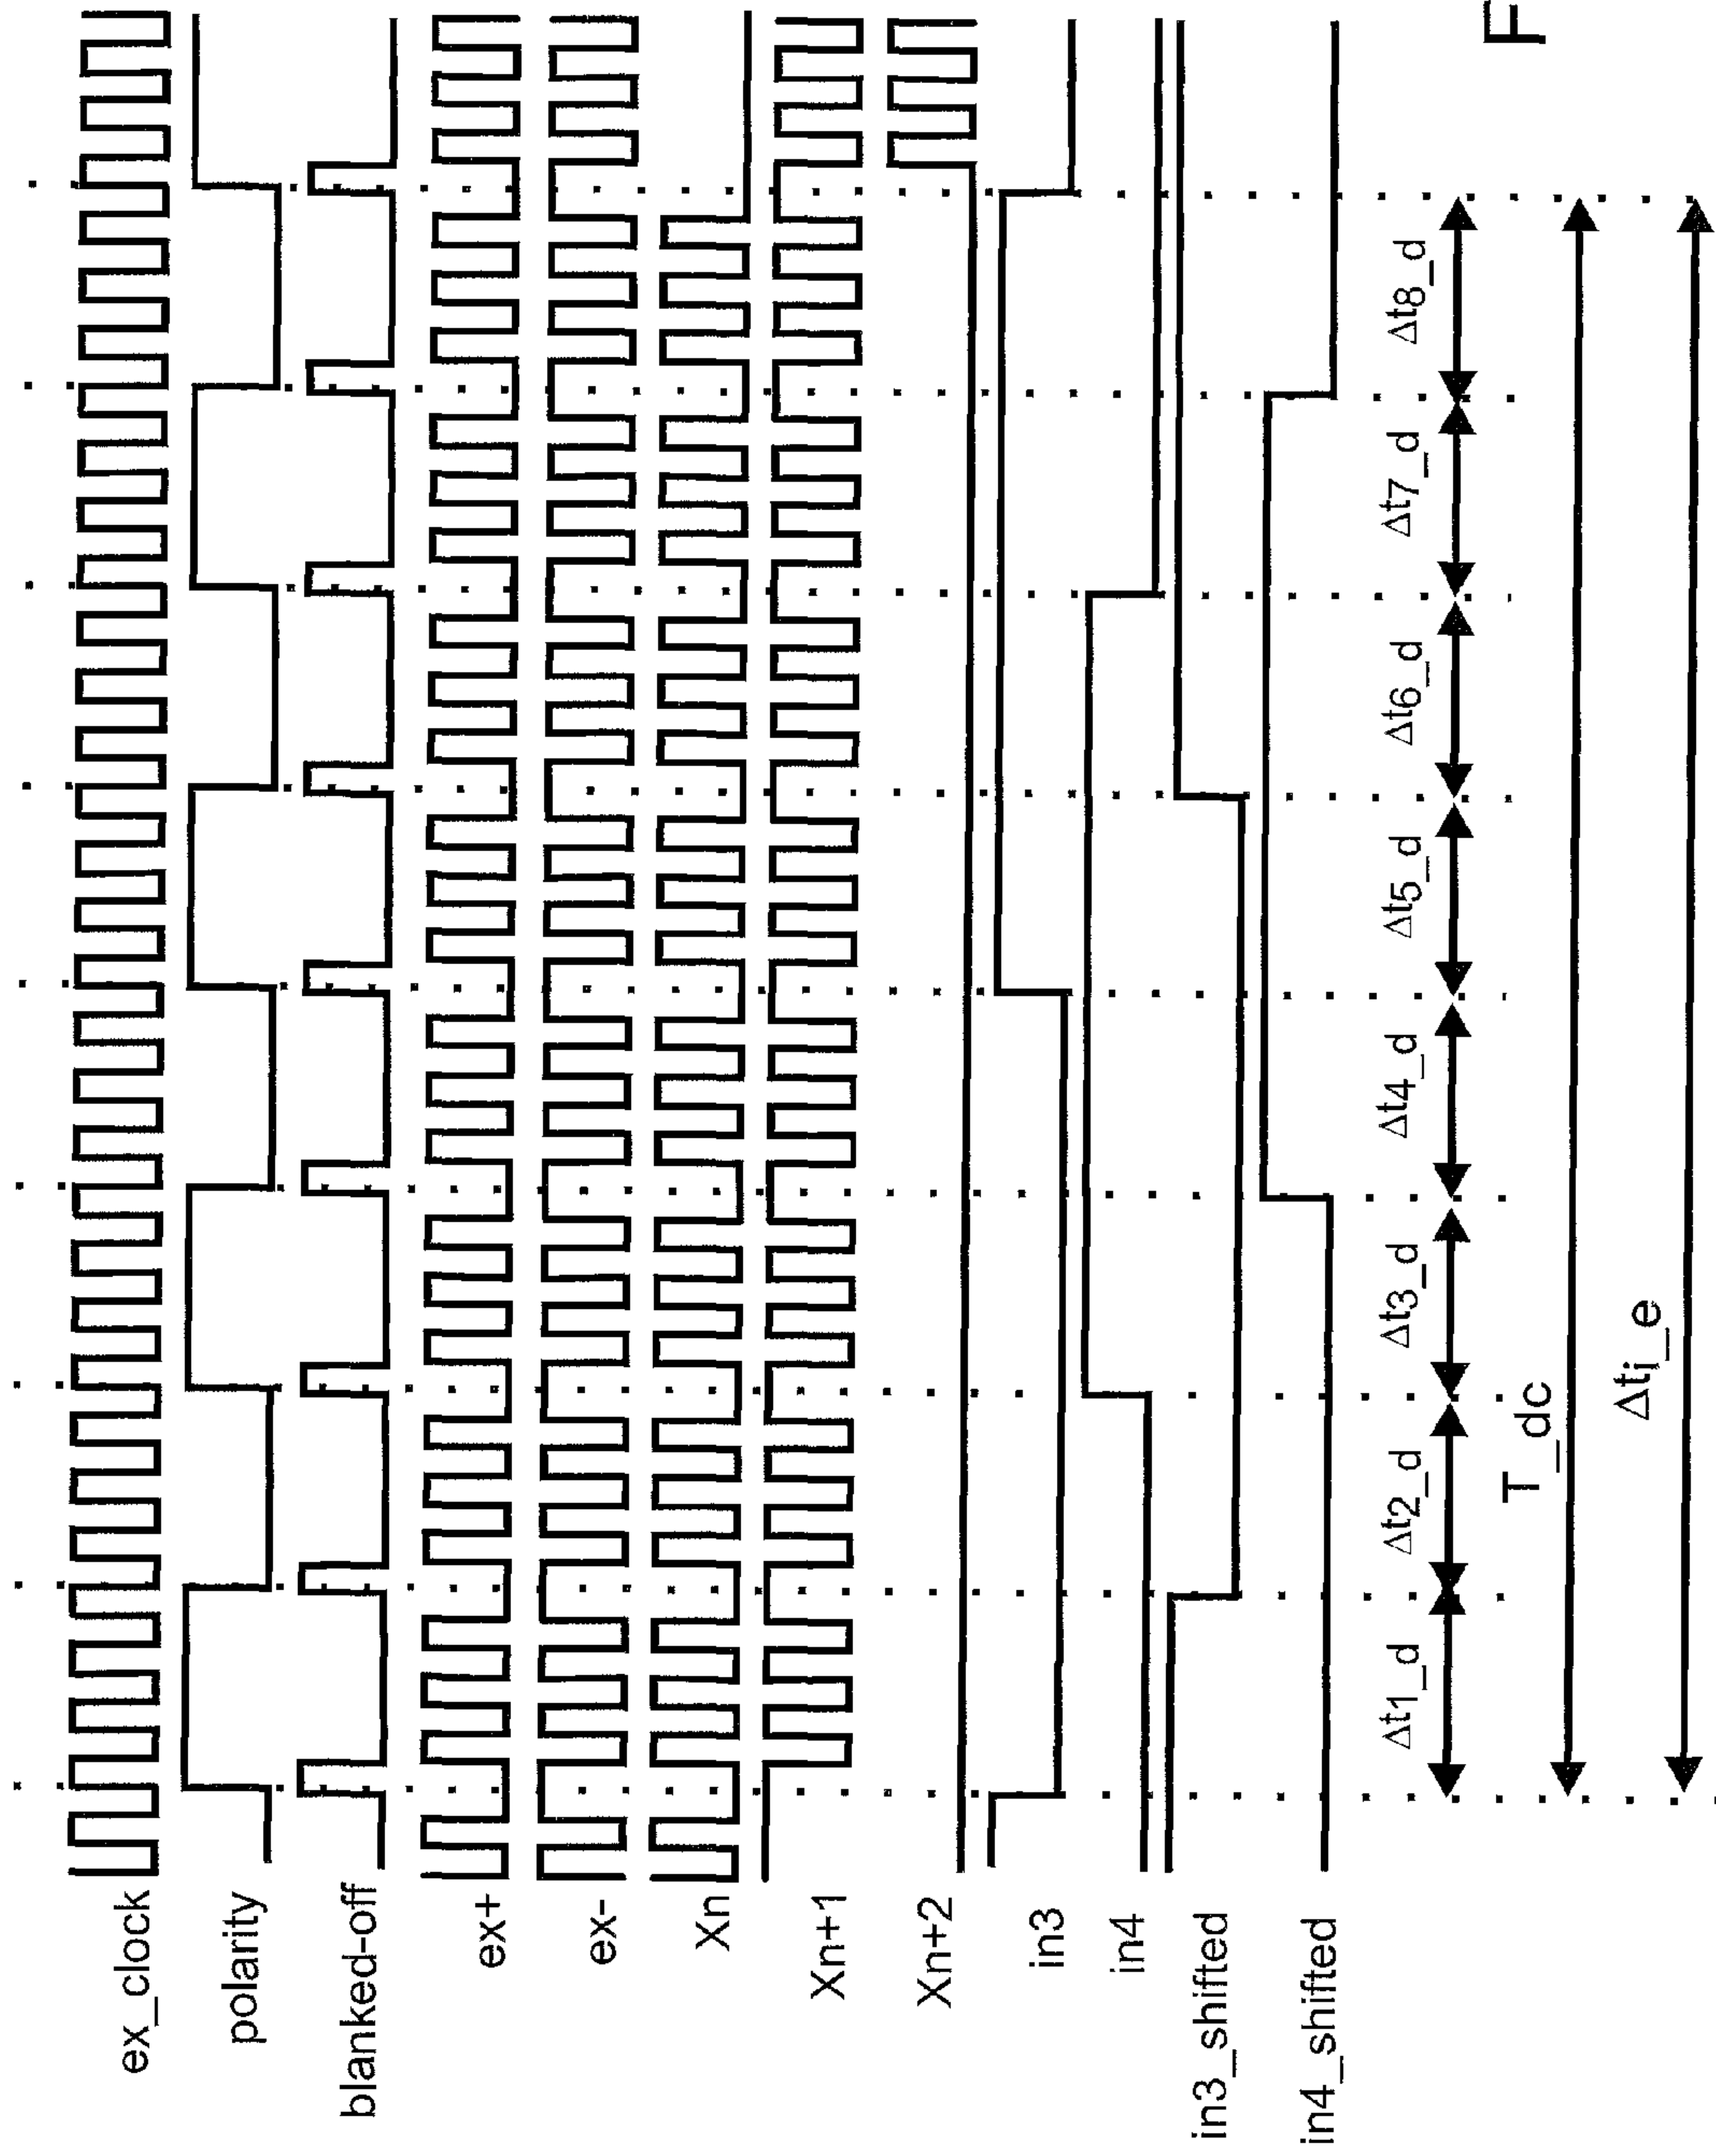 ex_clock
polarity
blanked-off
ex+
ex-
Xn
Xn+1
Xn+2
in3
in4
in3_shifted
in4_shifted
Δt1_d Δt2_d Δt3_d Δt4_d Δt5_d Δt6_d Δt7_d Δt8_d
T_dc
Δti_e
F